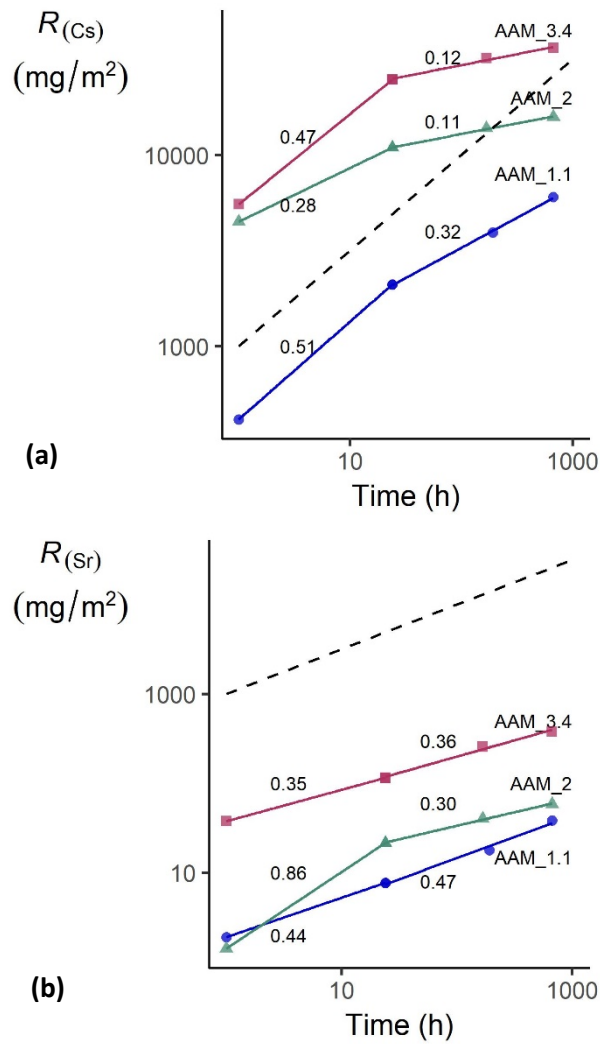 R(Cs)
(mg/m²)
AAM_3.4
0.12
AAM_2
0.47
0.11
10000
AAM_1.1
0.28
0.32
1000
0.51
(a)
10
1000
Time (h)
R(Sr)
(mg/m²)
1000
AAM_3.4
0.36
0.35
AAM_2
0.30
0.86
10
AAM_1.1
0.47
0.44
(b)
10
1000
Time (h)